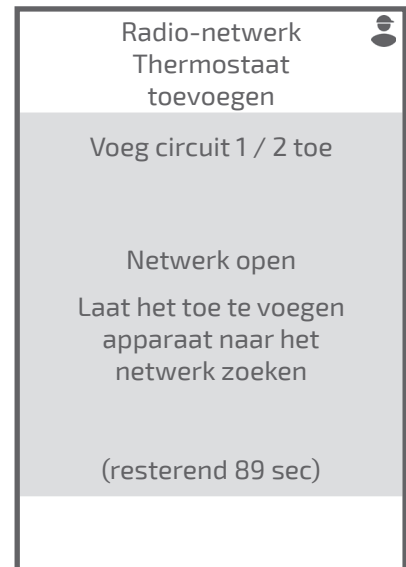 Radio-netwerk
Thermostaat
toevoegen
Voeg circuit 1 / 2 toe
Netwerk open
Laat het toe te voegen
apparaat naar het
netwerk zoeken
(resterend 89 sec)